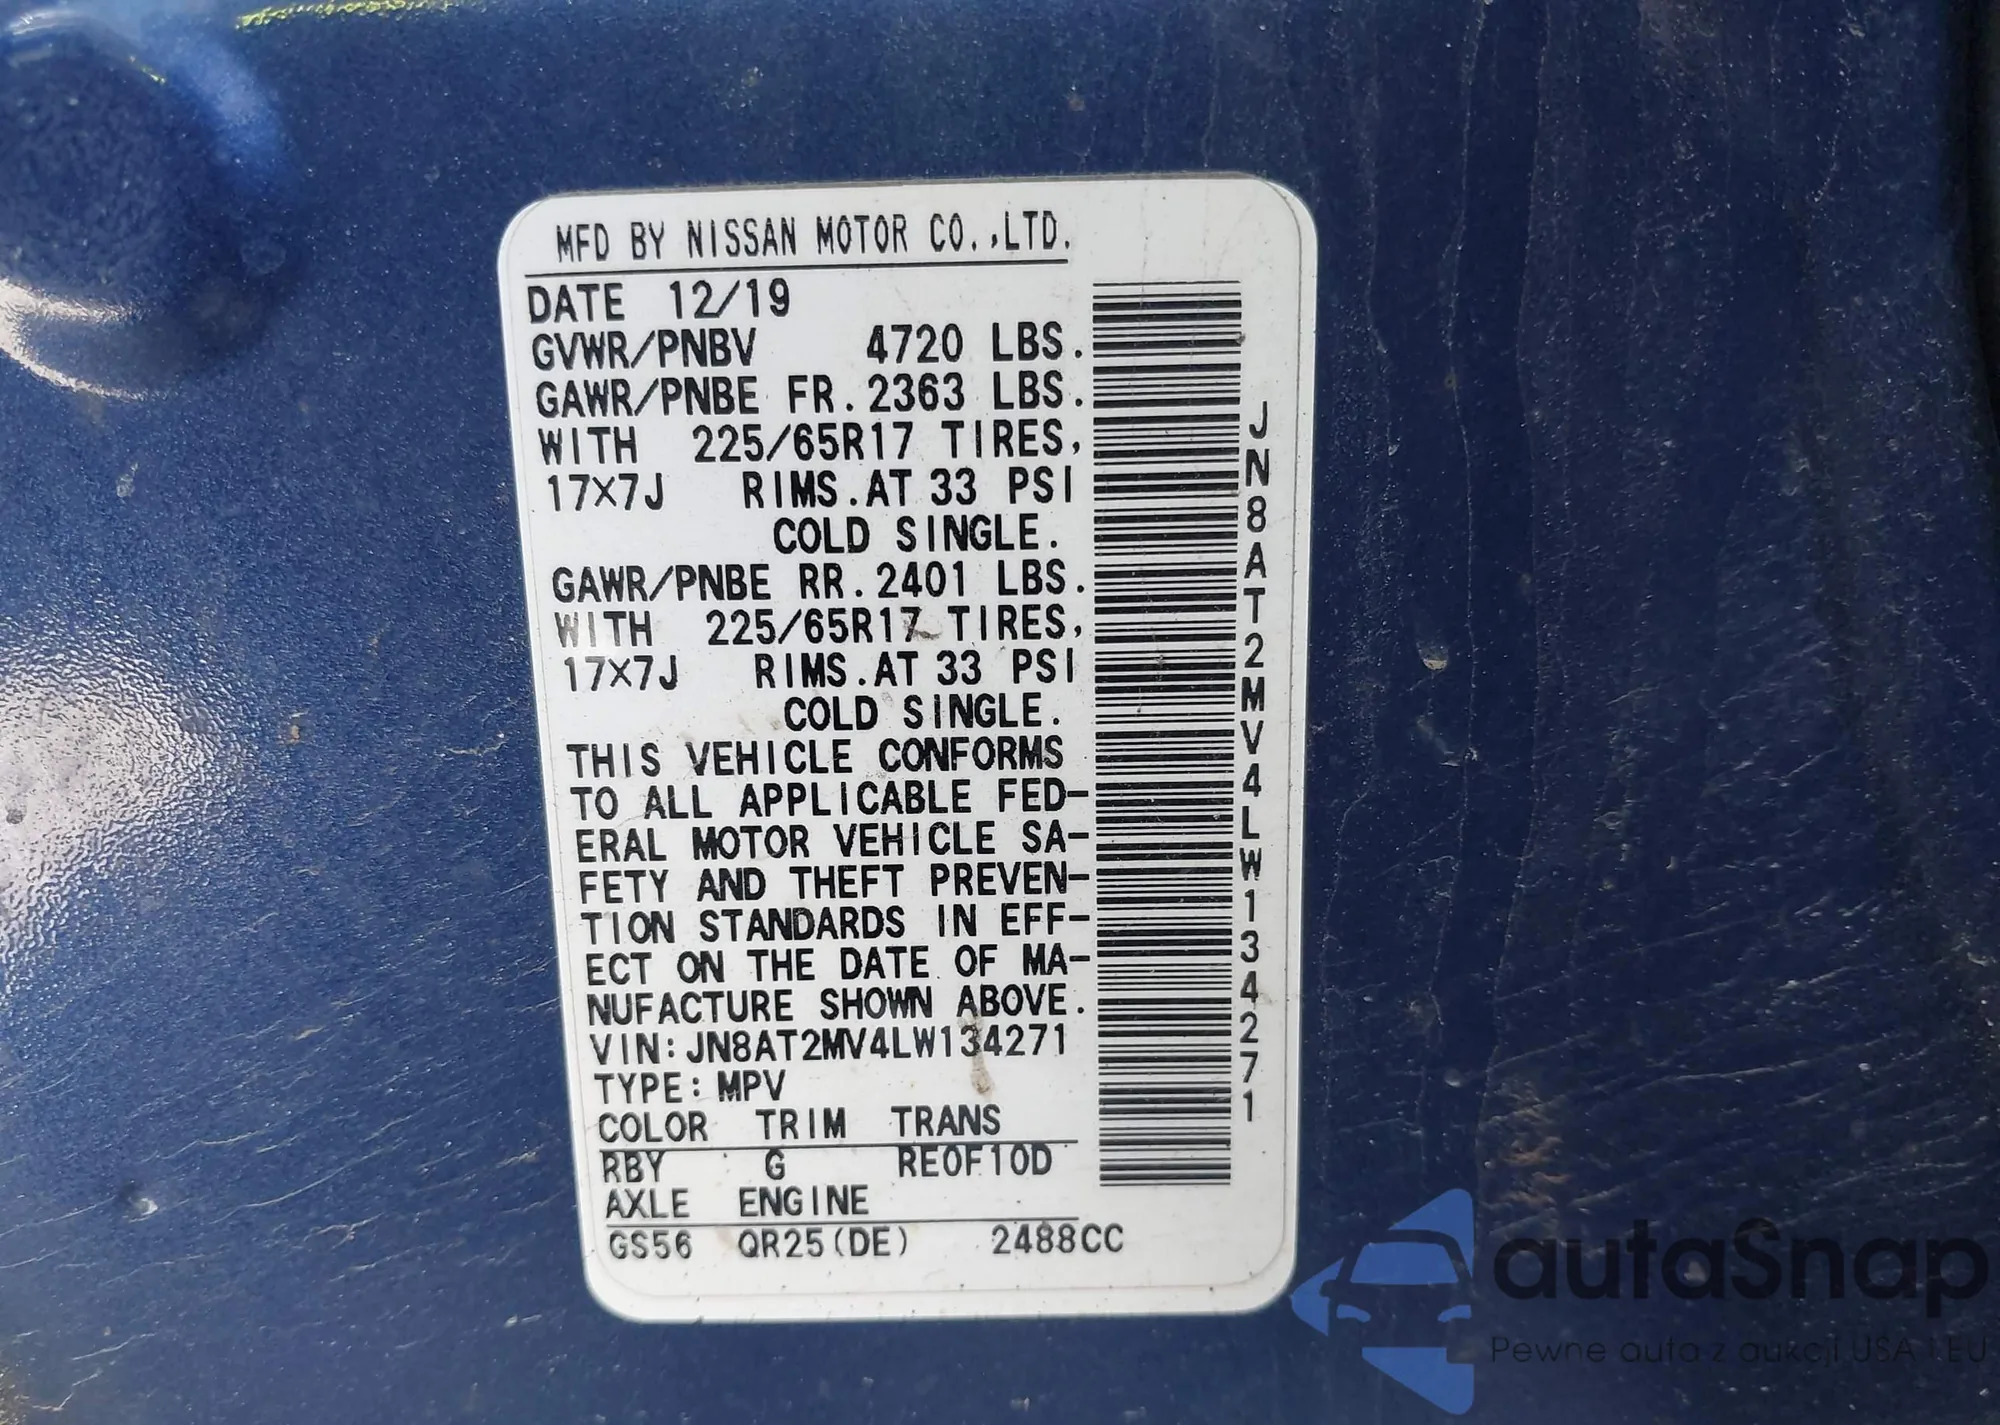 MFD BY NISSAN MOTOR CO.,LTD.
DATE 12/19
GVWR/PNBV 4720 LBS.
GAWR/PNBE FR.2363 LBS.
WITH 225/65R17 TIRES,
17X7J RIMS.AT 33 PSI
COLD SINGLE.
GAWR/PNBE RR.2401 LBS.
WITH 225/65R17 TIRES,
17X7J RIMS.AT 33 PSI
COLD SINGLE.
THIS VEHICLE CONFORMS
TO ALL APPLICABLE FED-
ERAL MOTOR VEHICLE SA-
FETY AND THEFT PREVEN-
TION STANDARDS IN EFF-
ECT ON THE DATE OF MA-
NUFACTURE SHOWN ABOVE.
VIN:JN8AT2MV4LW134271
TYPE:MPV
COLOR TRIM TRANS
RBY G RE0F10D
AXLE ENGINE
GS56 QR25(DE) 2488CC
JN8AT2MV4LW134271
autaSnap
Pewne auta z aukcji USA i EU